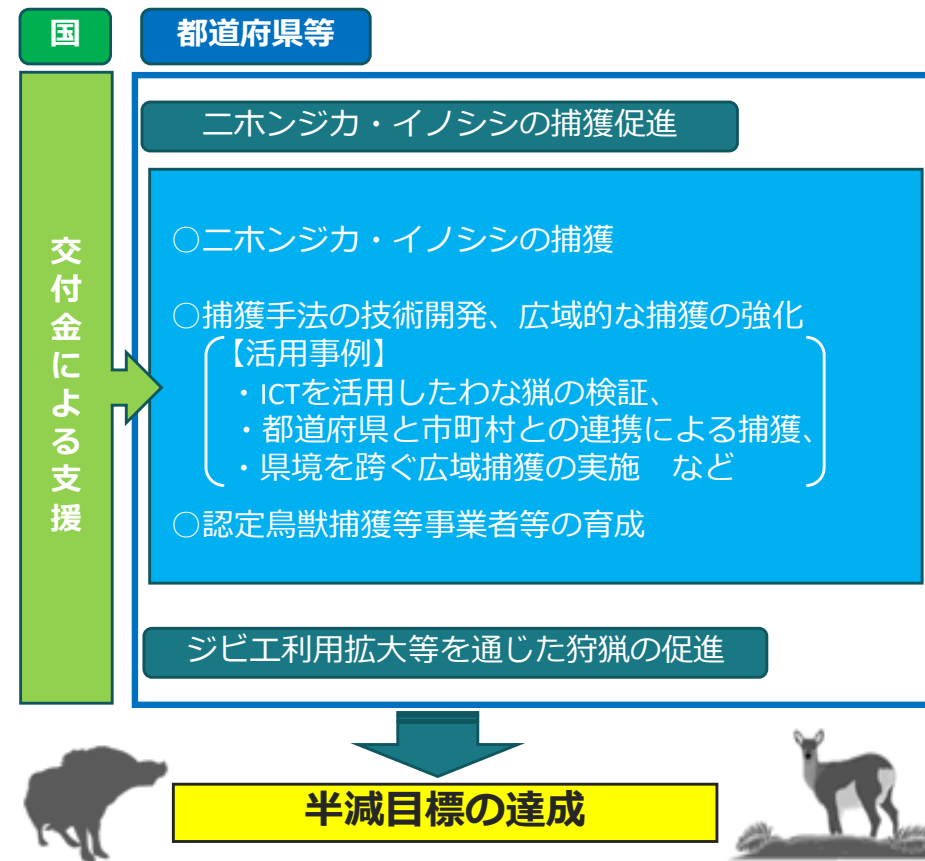 国
都道府県等
交付金による支援
ニホンジカ・イノシシの捕獲促進
○ニホンジカ・イノシシの捕獲
○捕獲手法の技術開発、広域的な捕獲の強化
【活用事例】
・ICTを活用したわな猟の検証、
・都道府県と市町村との連携による捕獲、
・県境を跨ぐ広域捕獲の実施　など
○認定鳥獣捕獲等事業者等の育成
ジビエ利用拡大等を通じた狩猟の促進
半減目標の達成